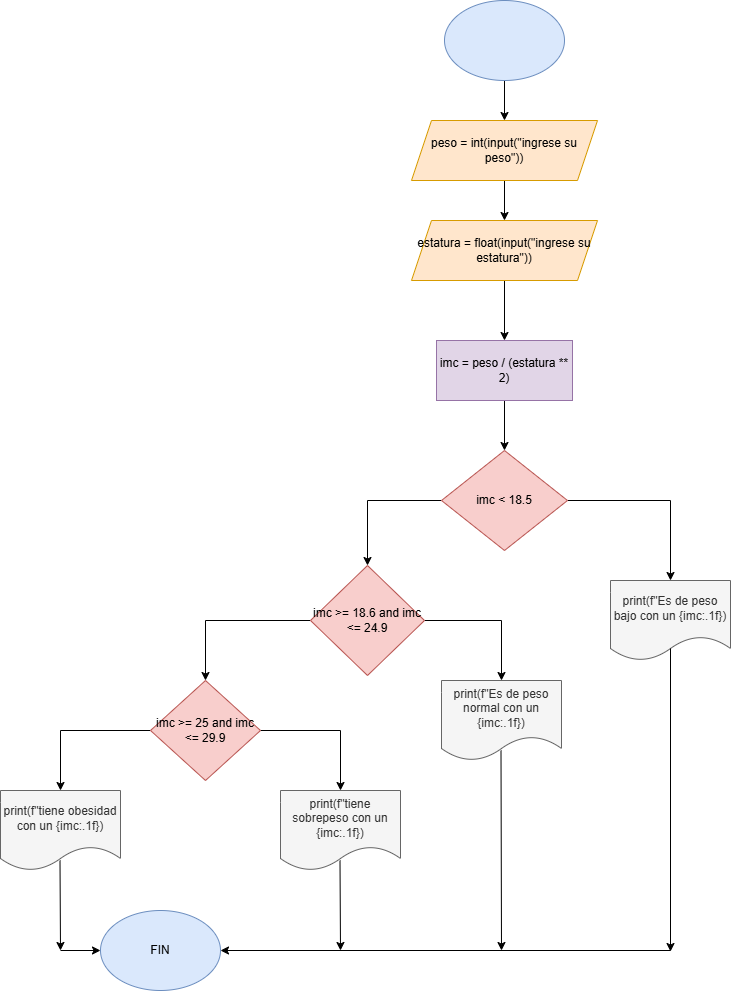 peso = int(input("ingrese su
peso"))
estatura = float(input("ingrese su
estatura"))
imc = peso / (estatura **
2)
imc < 18.5
imc >= 18.6 and imc
<= 24.9
print(f"Es de peso
bajo con un {imc:.1f})
imc >= 25 and imc
<= 29.9
print(f"Es de peso
normal con un
{imc:.1f})
print(f"tiene obesidad
con un {imc:.1f})
print(f"tiene
sobrepeso con un
{imc:.1f})
FIN